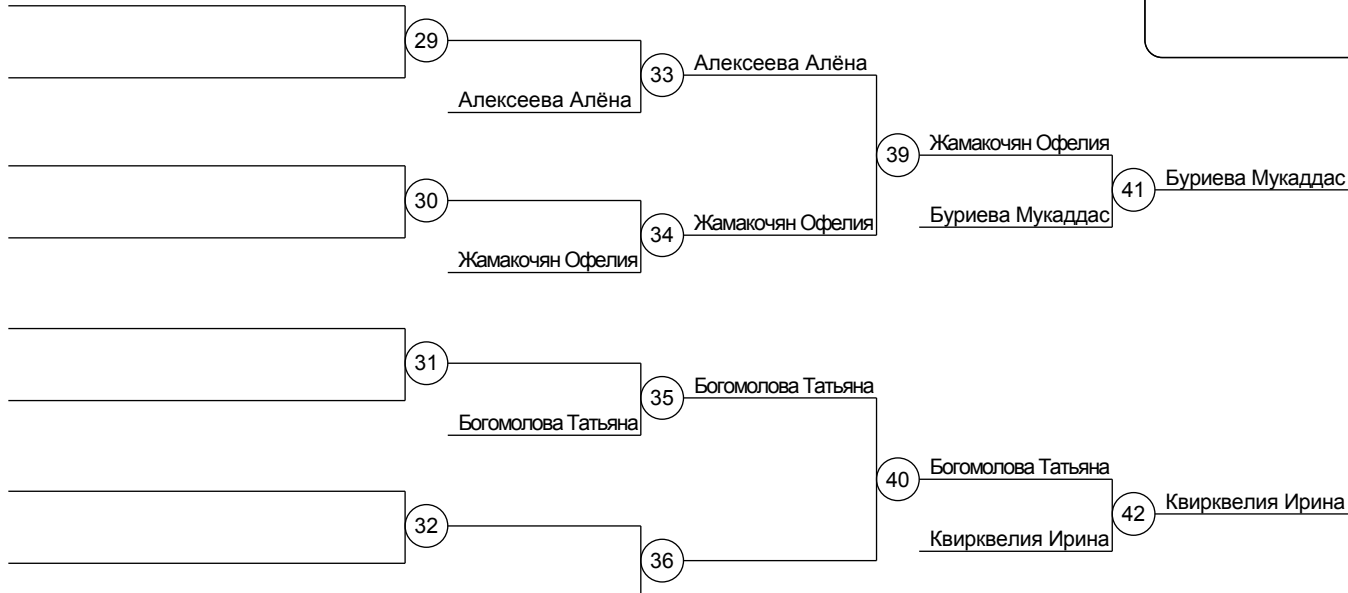 29
33
Алексеева Алёна
Алексеева Алёна
39
Жамакочян Офелия
41
Буриева Мукаддас
30
34
Жамакочян Офелия
Буриева Мукаддас
Жамакочян Офелия
31
35
Богомолова Татьяна
Богомолова Татьяна
40
Богомолова Татьяна
42
Квирквелия Ирина
32
36
Квирквелия Ирина